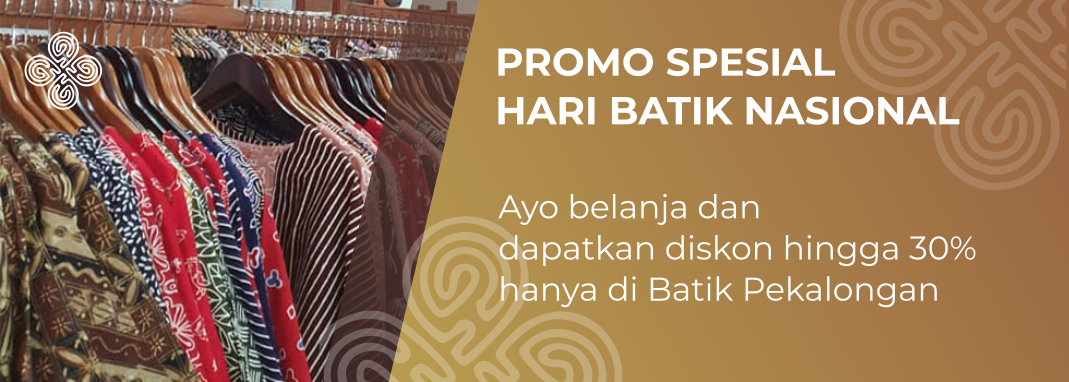 PROMO SPESIAL
HARI BATIK NASIONAL
Ayo belanja dan
dapatkan diskon hingga 30%
hanya di Batik Pekalongan